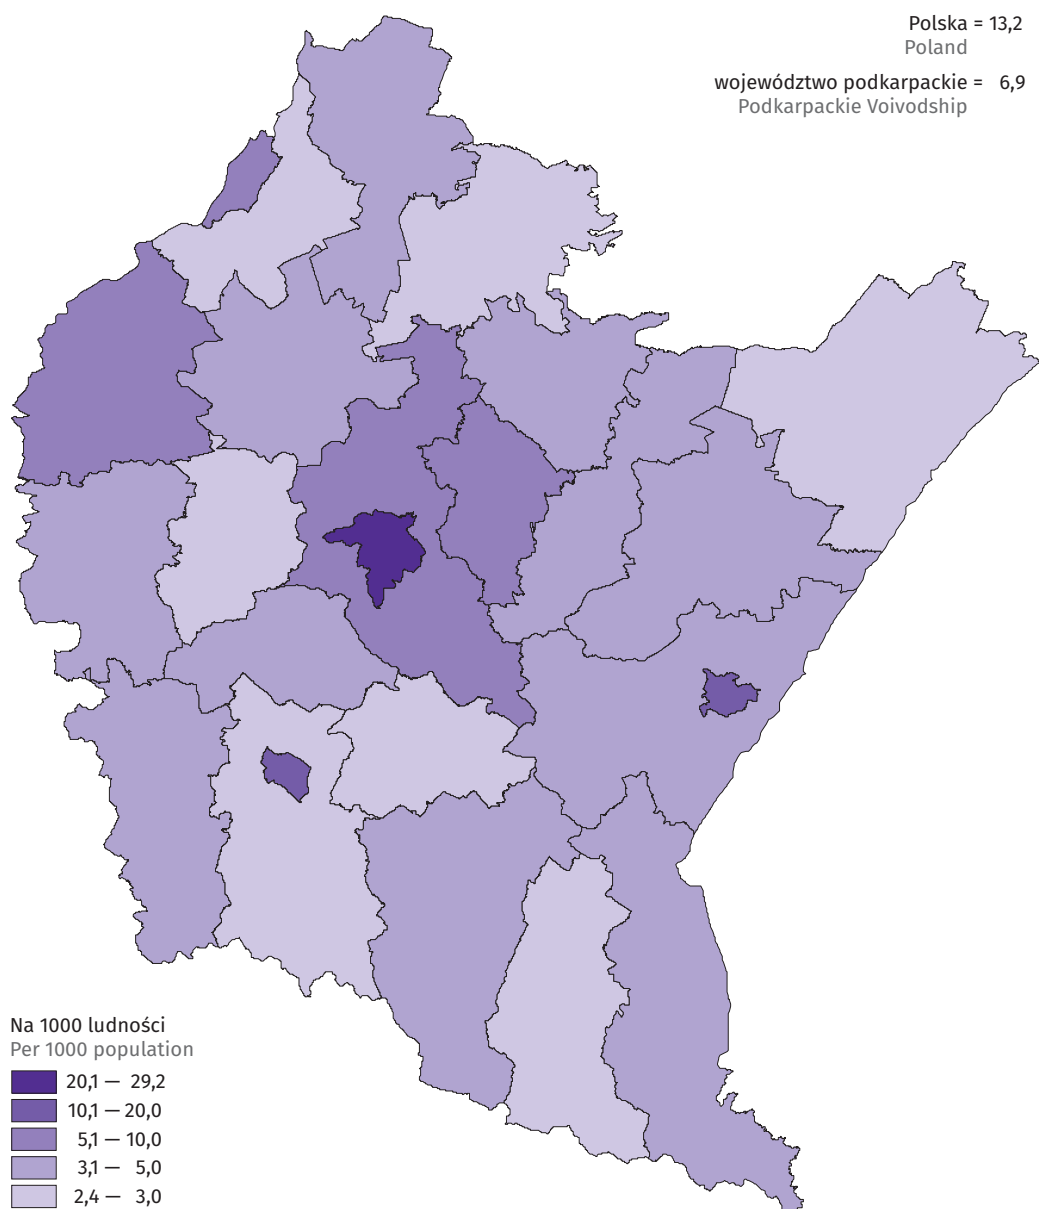 Polska = 13,2
Poland
województwo podkarpackie = 6,9
Podkarpackie Voivodship
Na 1000 ludności
Per 1000 population
20,1 — 29,2
10,1 — 20,0
5,1 — 10,0
3,1 — 5,0
2,4 — 3,0